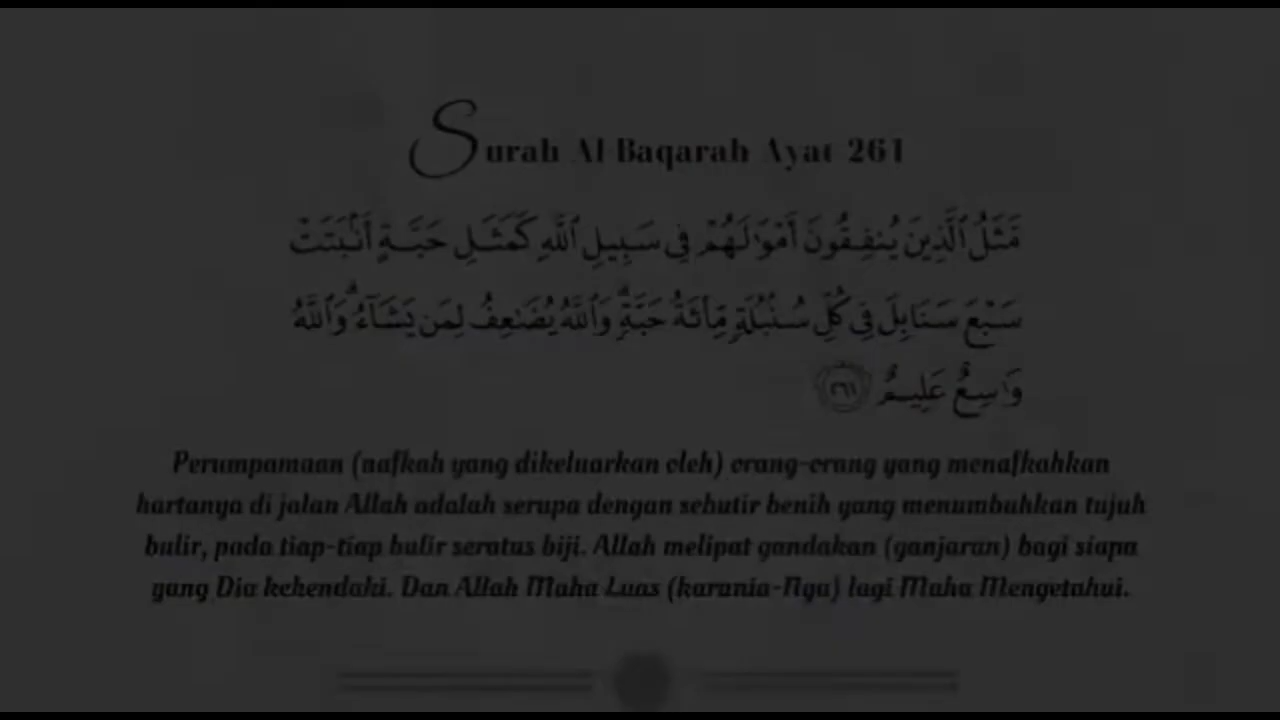 Surah Al Baqarah Ayat 261
مَّثَلُ ٱلَّذِينَ يُنفِقُونَ أَمْوَٰلَهُمْ فِى سَبِيلِ ٱللَّهِ كَمَثَلِ حَبَّةٍ أَنۢبَتَتْ
سَبْعَ سَنَابِلَ فِى كُلِّ سُنۢبُلَةٍ مِّا۟ئَةُ حَبَّةٍ ۗ وَٱللَّهُ يُضَٰعِفُ لِمَن يَشَآءُ ۗ وَٱللَّهُ
وَٰسِعٌ عَلِيمٌ ٢٦١
Perumpamaan (nafkah yang dikeluarkan oleh) orang-orang yang menafkahkan
hartanya di jalan Allah adalah serupa dengan sebutir benih yang menumbuhkan tujuh
bulir, pada tiap-tiap bulir seratus biji. Allah melipat gandakan (ganjaran) bagi siapa
yang Dia kehendaki. Dan Allah Maha Luas (karunia-Nya) lagi Maha Mengetahui.